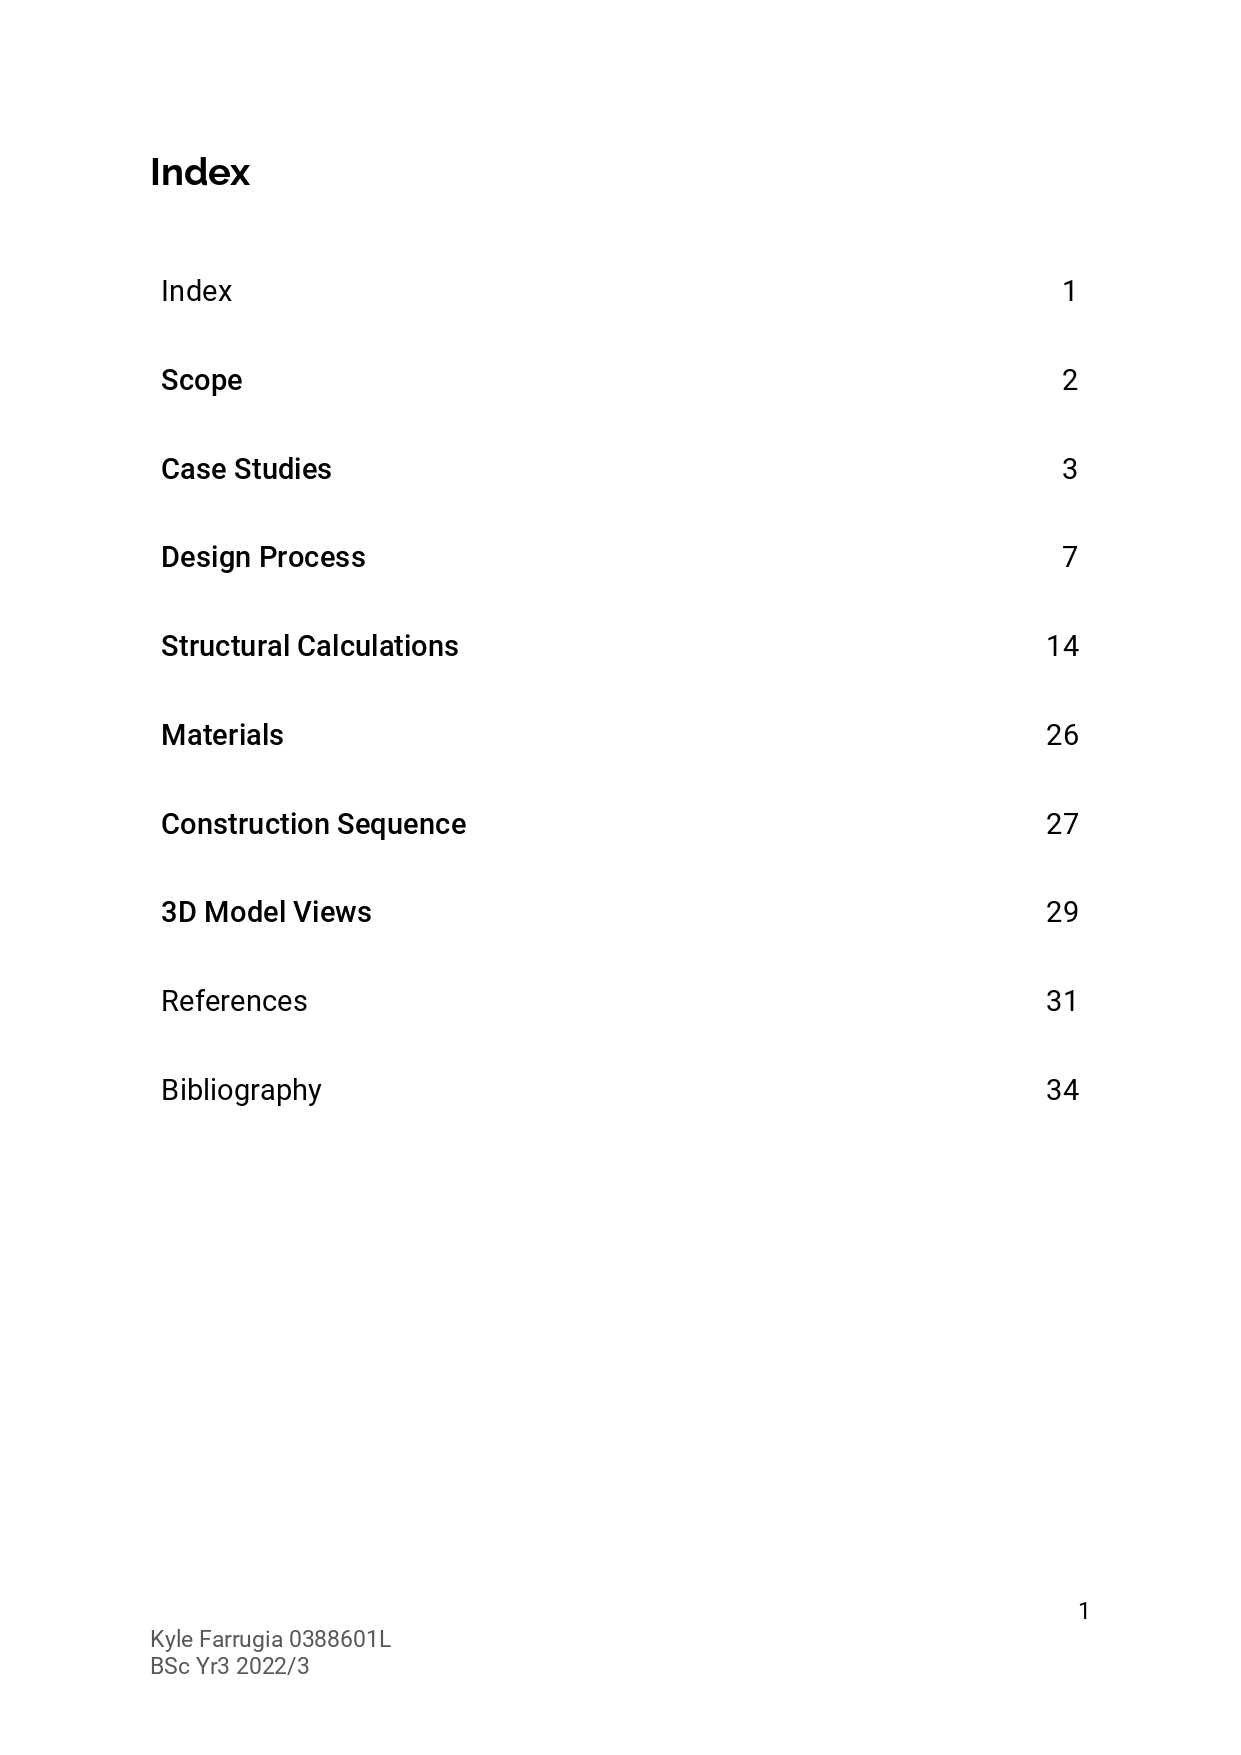 Index
Index 1
Scope 2
Case Studies 3
Design Process 7
Structural Calculations 14
Materials 26
Construction Sequence 27
3D Model Views 29
References 31
Bibliography 34
1
Kyle Farrugia 0388601L
BSc Yr3 2022/3